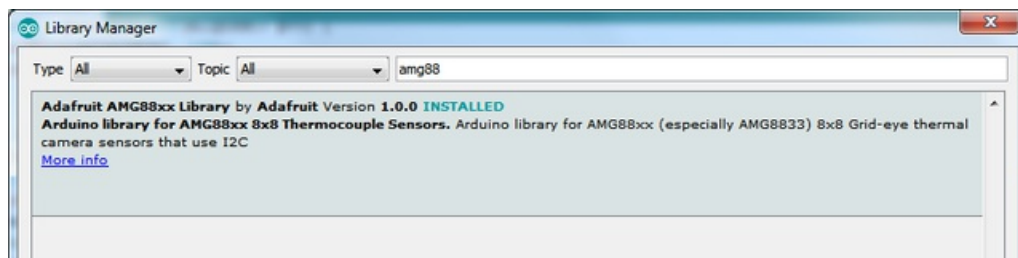 Library Manager
Type All Topic All amg88
Adafruit AMG88xx Library by Adafruit Version 1.0.0 INSTALLED
Arduino library for AMG88xx 8x8 Thermocouple Sensors. Arduino library for AMG88xx (especially AMG8833) 8x8 Grid-eye thermal
camera sensors that use I2C
More info